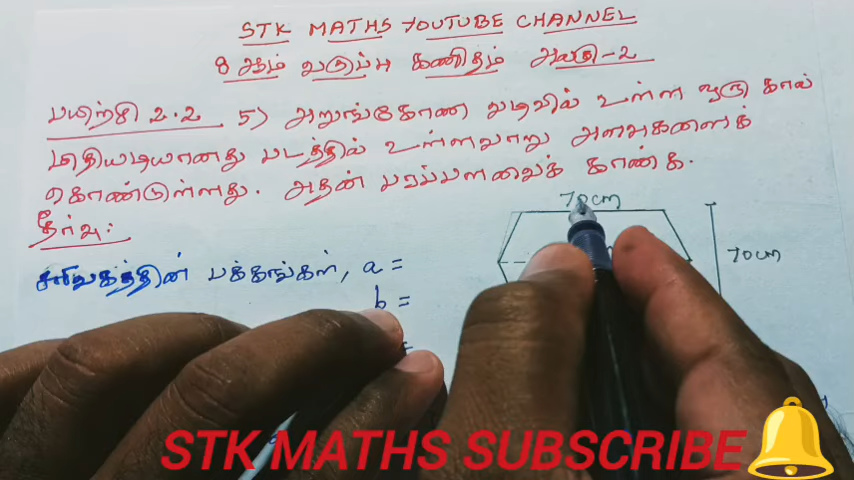 STK MATHS YOUTUBE CHANNEL
8 ஆம் வகுப்பு கணிதம் அலகு-2
பயிற்சி 2.2 5) அறுங்கோண வடிவில் உள்ள ஒரு கால்
மிதியடியானது படத்தில் உள்ளவாறு அளவுகளைக்
கொண்டுள்ளது. அதன் பரப்பளவைக் காண்க.
தீர்வு:
70cm
70cm
சரிவகத்தின் பக்கங்கள், a =
b =
=
STK MATHS SUBSCRIBE